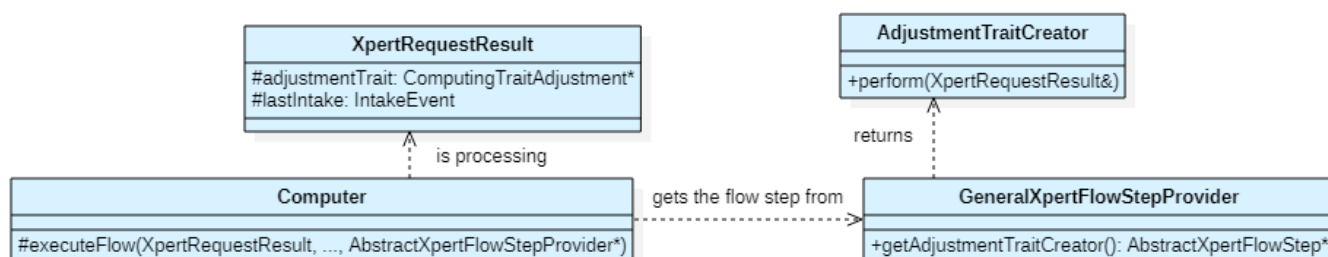 XpertRequestResult
#adjustmentTrait: ComputingTraitAdjustment*
#lastIntake: IntakeEvent
AdjustmentTraitCreator
+perform(XpertRequestResult&)
is processing
returns
Computer
#executeFlow(XpertRequestResult, ..., AbstractXpertFlowStepProvider*)
gets the flow step from
GeneralXpertFlowStepProvider
+getAdjustmentTraitCreator(): AbstractXpertFlowStep*